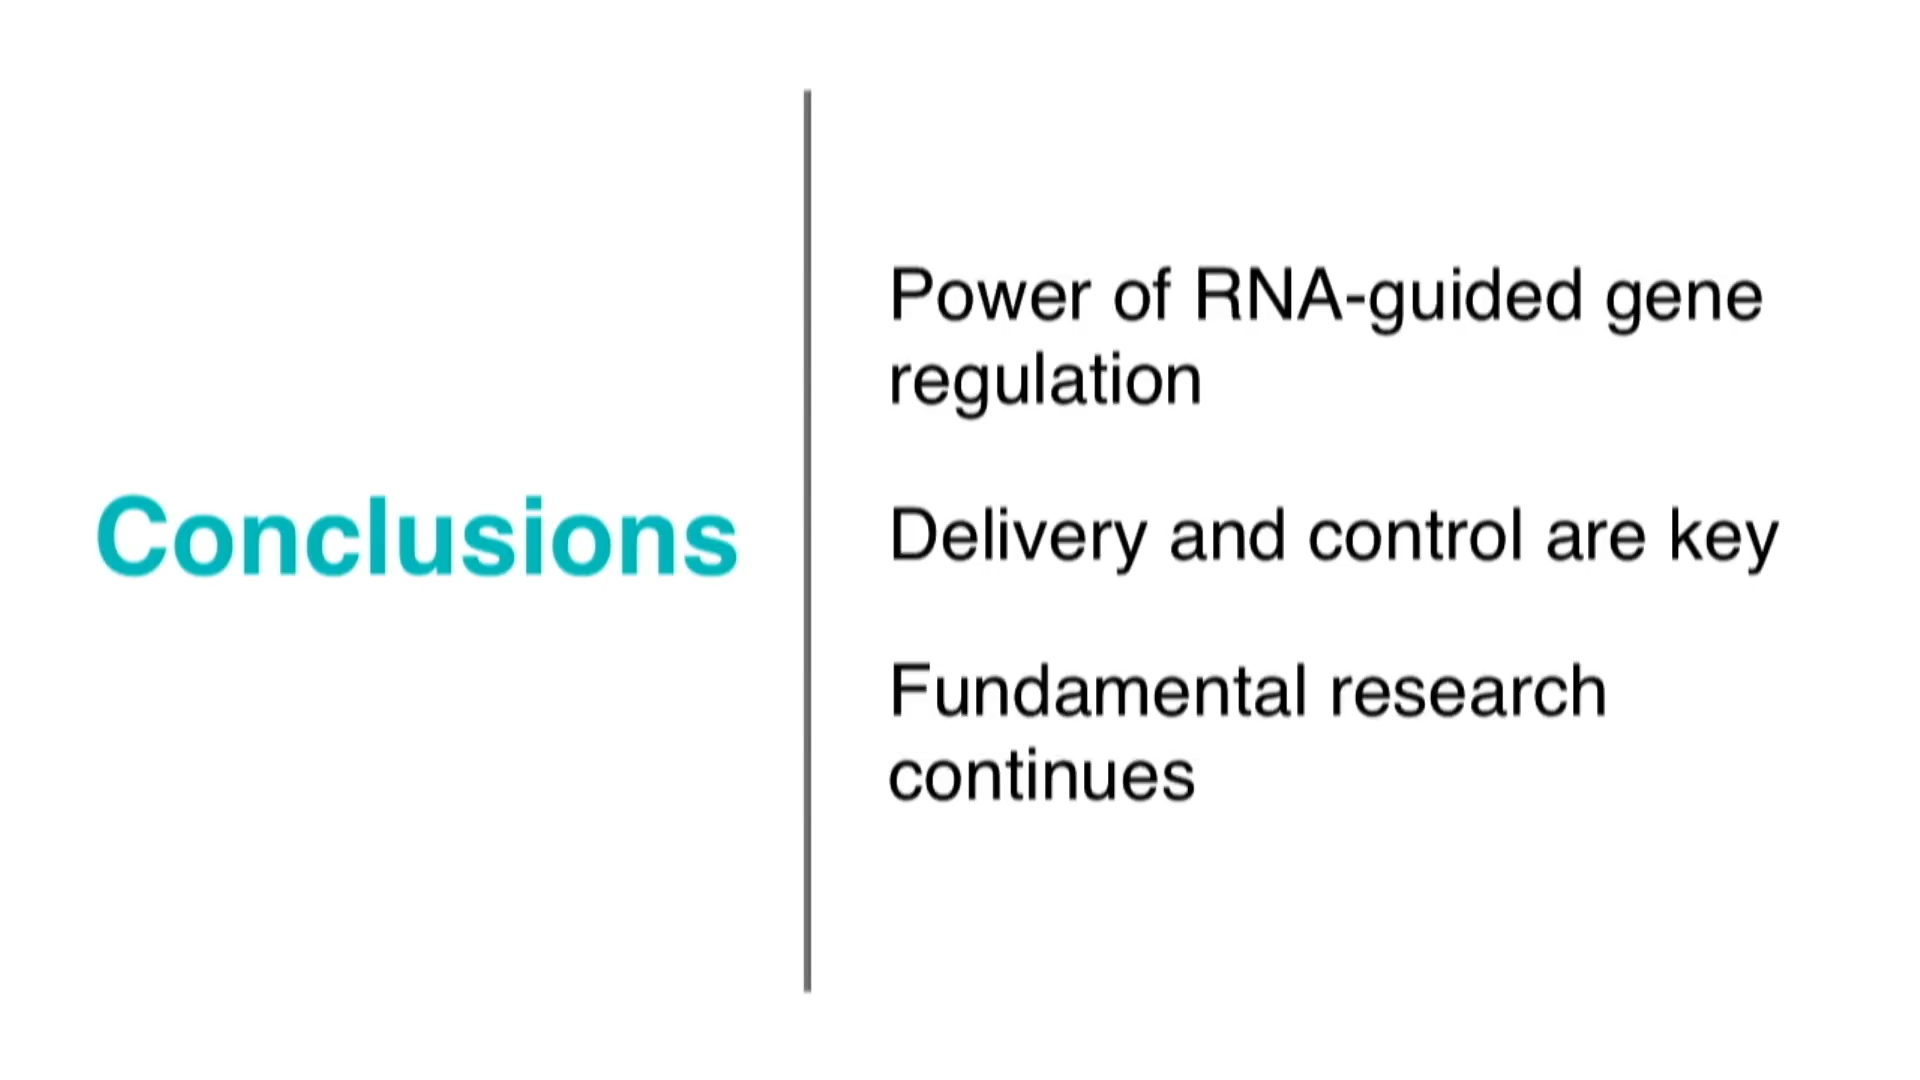 Conclusions
Power of RNA-guided gene
regulation
Delivery and control are key
Fundamental research
continues